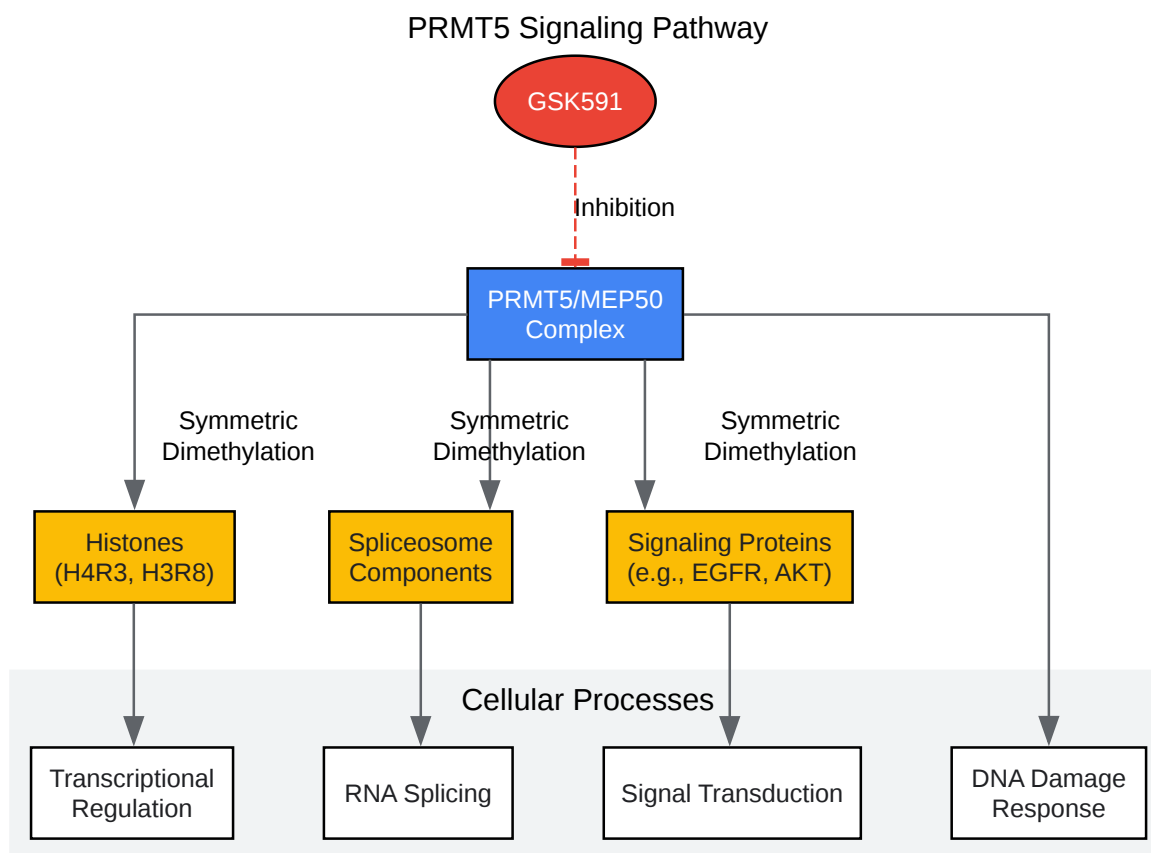 PRMT5 Signaling Pathway
GSK591
Inhibition
PRMT5/MEP50
Complex
Symmetric
Dimethylation
Symmetric
Dimethylation
Symmetric
Dimethylation
Histones
(H4R3, H3R8)
Spliceosome
Components
Signaling Proteins
(e.g., EGFR, AKT)
Cellular Processes
Transcriptional
Regulation
RNA Splicing
Signal Transduction
DNA Damage
Response